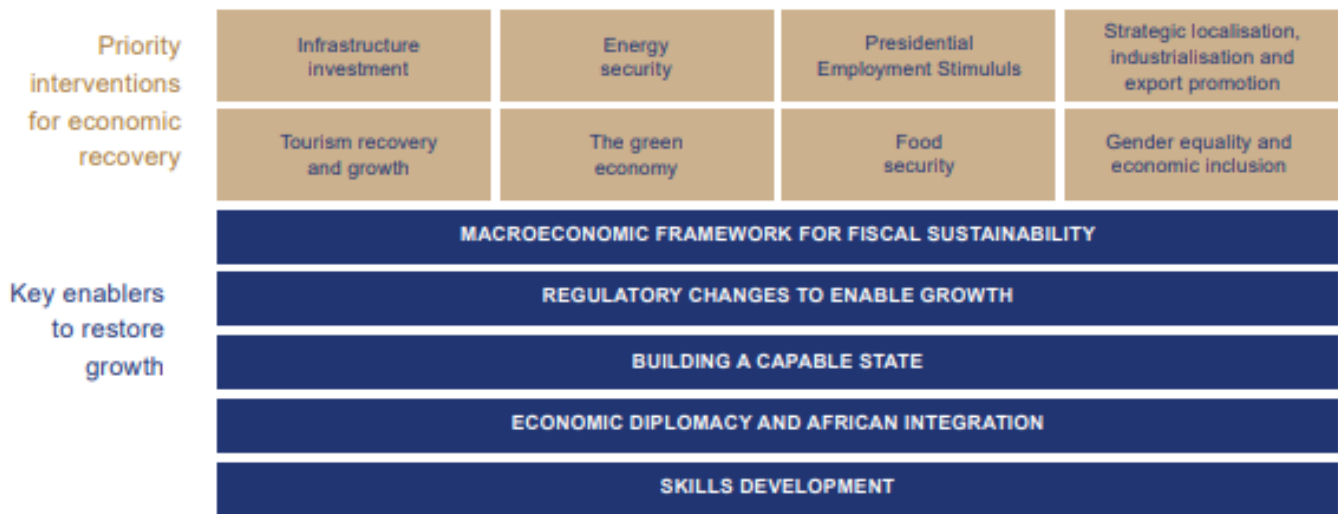 Priority
interventions
for economic
recovery
Infrastructure
investment
Energy
security
Presidential
Employment Stimululs
Strategic localisation,
industrialisation and
export promotion
Tourism recovery
and growth
The green
economy
Food
security
Gender equality and
economic inclusion
Key enablers
to restore
growth
MACROECONOMIC FRAMEWORK FOR FISCAL SUSTAINABILITY
REGULATORY CHANGES TO ENABLE GROWTH
BUILDING A CAPABLE STATE
ECONOMIC DIPLOMACY AND AFRICAN INTEGRATION
SKILLS DEVELOPMENT